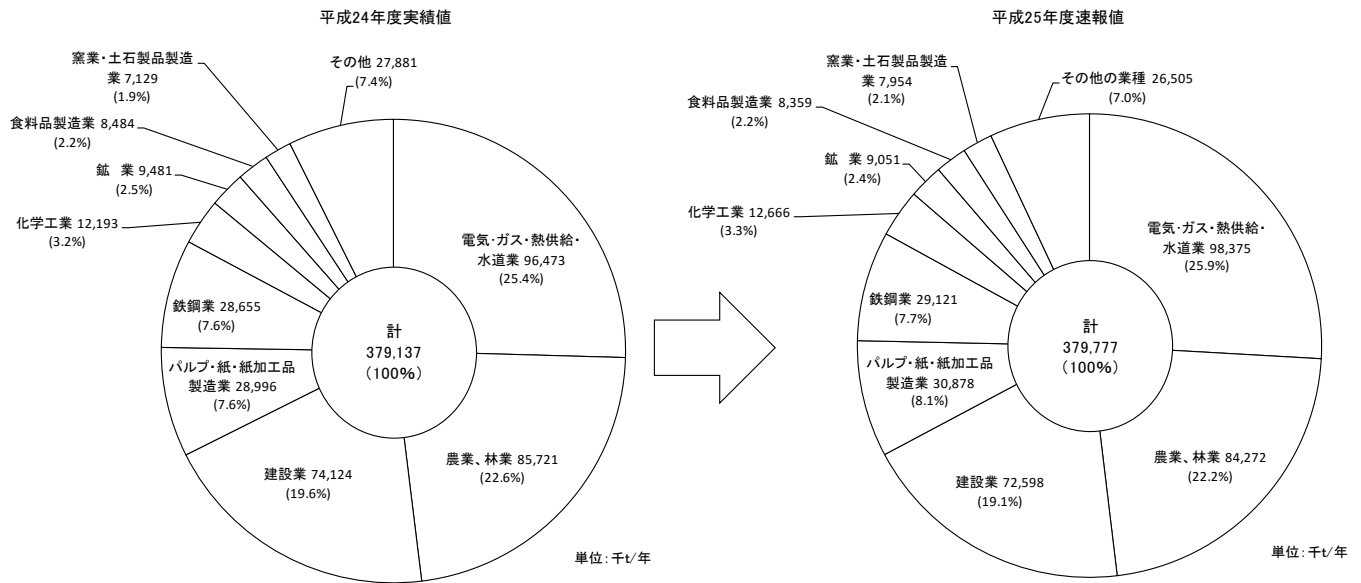 平成24年度実績値
窯業・土石製品製造
業 7,129
(1.9%)
その他 27,881
(7.4%)
食料品製造業 8,484
(2.2%)
鉱 業 9,481
(2.5%)
化学工業 12,193
(3.2%)
電気・ガス・熱供給・
水道業 96,473
(25.4%)
鉄鋼業 28,655
(7.6%)
計
379,137
(100%)
パルプ・紙・紙加工品
製造業 28,996
(7.6%)
農業、林業 85,721
(22.6%)
建設業 74,124
(19.6%)
単位:千t/年
平成25年度速報値
窯業・土石製品製造
業 7,954
(2.1%)
その他の業種 26,505
(7.0%)
食料品製造業 8,359
(2.2%)
鉱 業 9,051
(2.4%)
化学工業 12,666
(3.3%)
電気・ガス・熱供給・
水道業 98,375
(25.9%)
鉄鋼業 29,121
(7.7%)
計
379,777
(100%)
パルプ・紙・紙加工品
製造業 30,878
(8.1%)
農業、林業 84,272
(22.2%)
建設業 72,598
(19.1%)
単位:千t/年